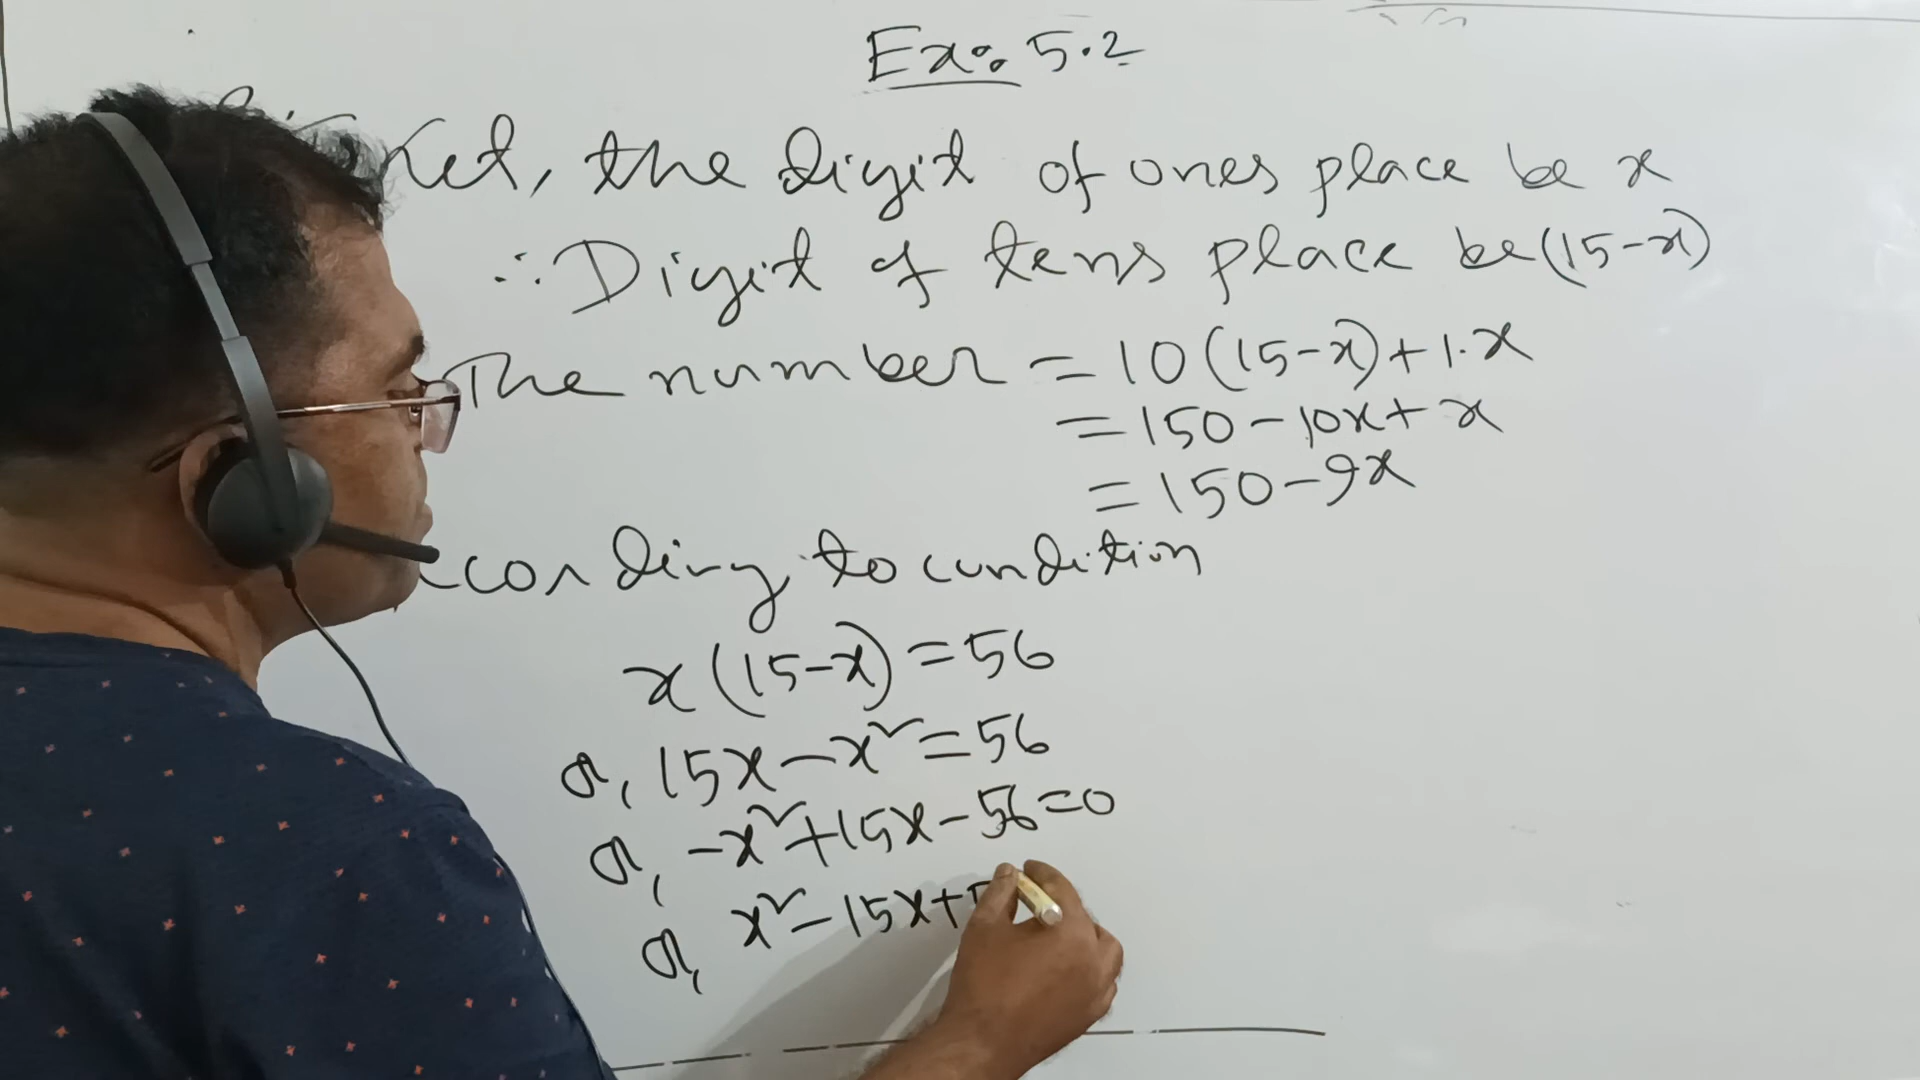 Ex: 5.2
Let, the digit of ones place be x
∴ Digit of tens place be (15-x)
The number = 10(15-x)+1.x
= 150-10x+x
= 150-9x
ccording to condition
x(15-x)=56
or, 15x-x²=56
or, -x²+15x-56=0
or, x²-15x+5